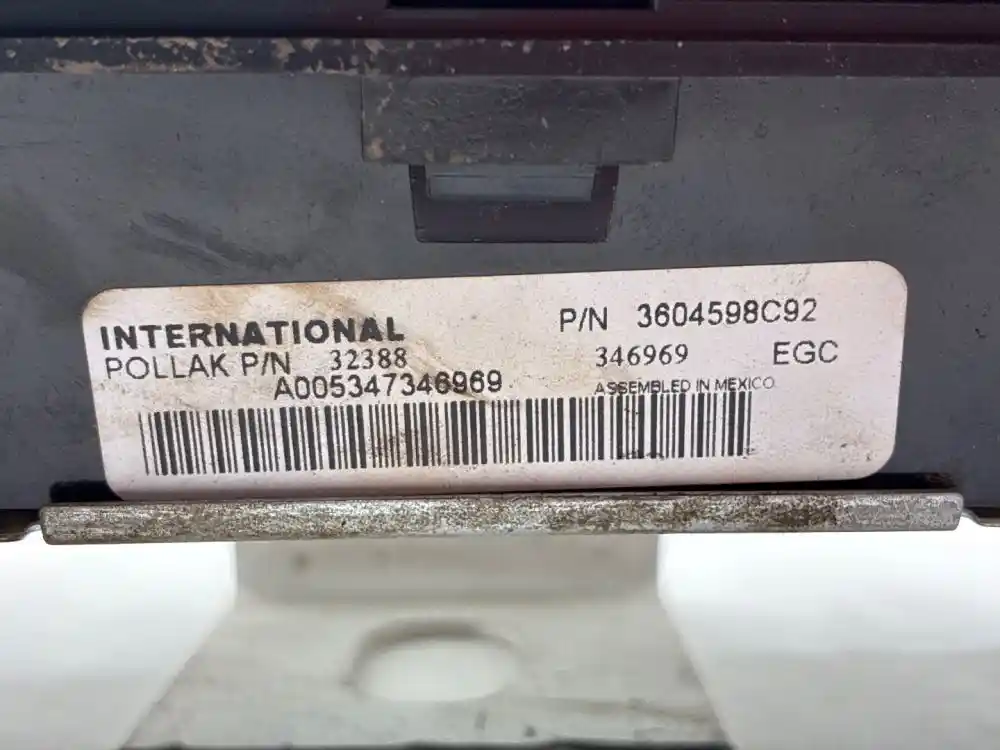 INTERNATIONAL
P/N 3604598C92
POLLAK P/N 32388
346969 EGC
A005347346969
ASSEMBLED IN MEXICO